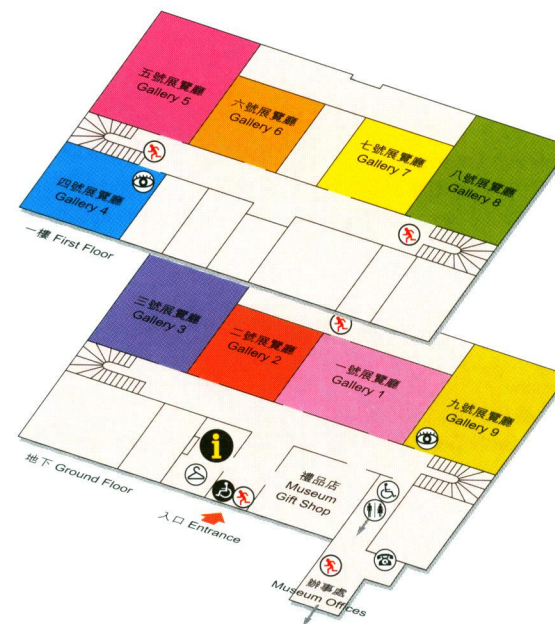 五號展覽廳
Gallery 5
六號展覽廳
Gallery 6
七號展覽廳
Gallery 7
八號展覽廳
Gallery 8
四號展覽廳
Gallery 4
一樓 First Floor
三號展覽廳
Gallery 3
二號展覽廳
Gallery 2
一號展覽廳
Gallery 1
九號展覽廳
Gallery 9
i
禮品店
Museum
Gift Shop
地下 Ground Floor
入口 Entrance
辦事處
Museum Offices